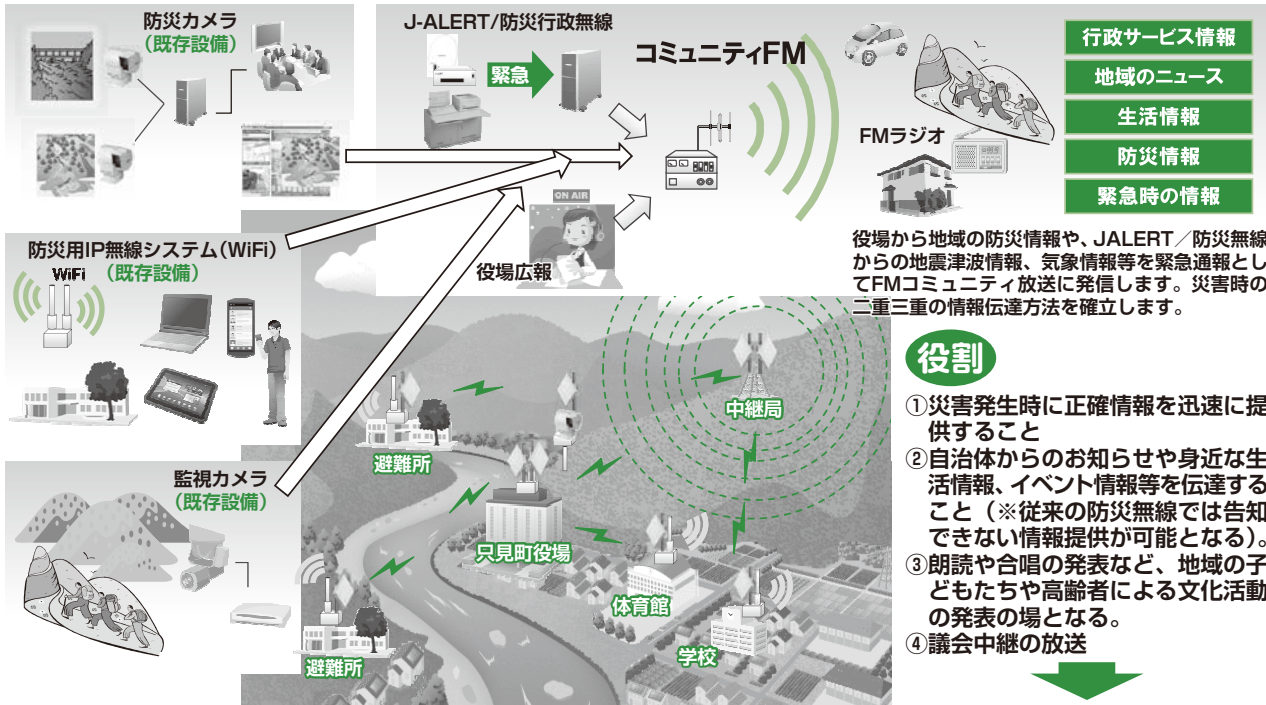 防災カメラ
(既存設備)
J-ALERT/防災行政無線
緊急
コミュニティFM
FMラジオ
行政サービス情報
地域のニュース
生活情報
防災情報
緊急時の情報
ON AIR
役場広報
防災用IP無線システム(WiFi)
WiFi (既存設備)
監視カメラ
(既存設備)
避難所
中継局
只見町役場
体育館
学校
避難所
役場から地域の防災情報や、JALERT/防災無線
からの地震津波情報、気象情報等を緊急通報とし
てFMコミュニティ放送に発信します。災害時の
二重三重の情報伝達方法を確立します。
役割
①災害発生時に正確情報を迅速に提
供すること
②自治体からのお知らせや身近な生
活情報、イベント情報等を伝達する
こと(※従来の防災無線では告知
できない情報提供が可能となる)。
③朗読や合唱の発表など、地域の子
どもたちや高齢者による文化活動
の発表の場となる。
④議会中継の放送